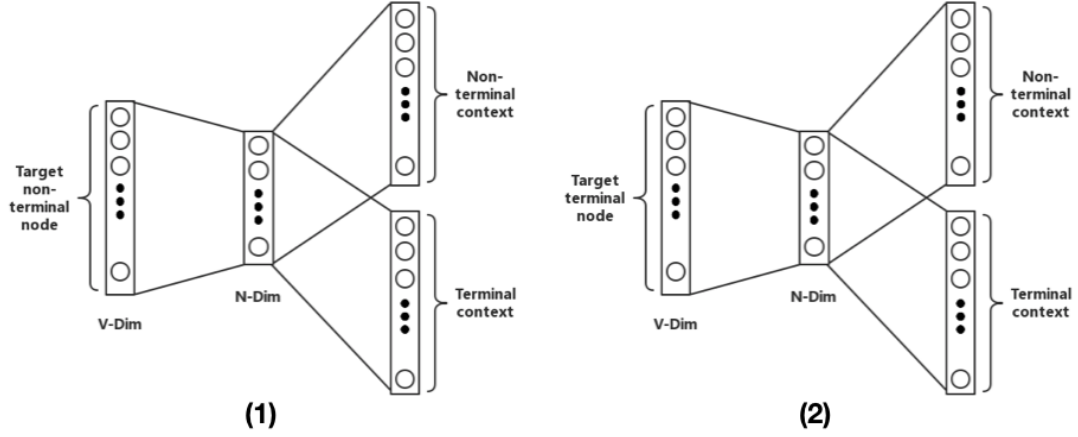 Target
non-
terminal
node
V-Dim
N-Dim
Non-
terminal
context
Terminal
context
(1)
Target
terminal
node
V-Dim
N-Dim
Non-
terminal
context
Terminal
context
(2)